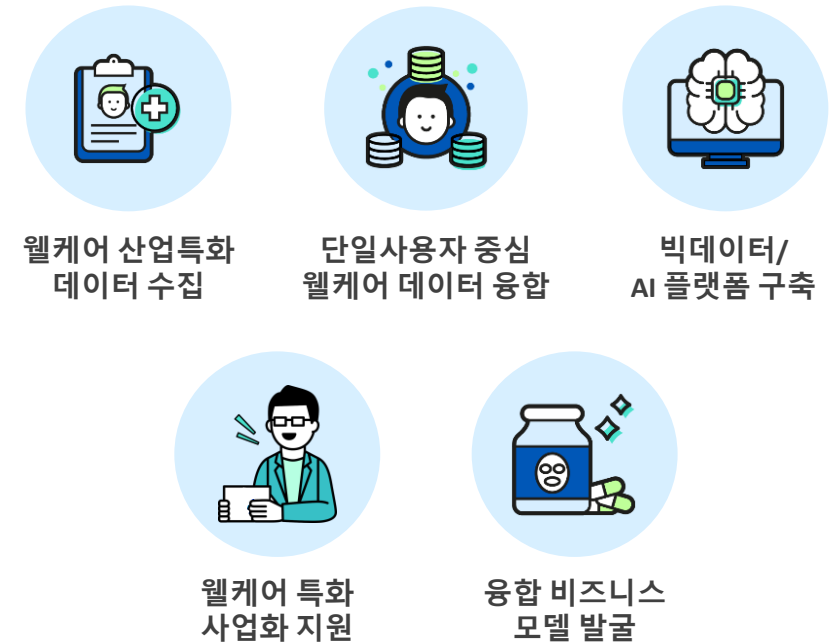 웰케어 산업특화
데이터 수집
단일사용자 중심
웰케어 데이터 융합
빅데이터/
AI 플랫폼 구축
웰케어 특화
사업화 지원
융합 비즈니스
모델 발굴